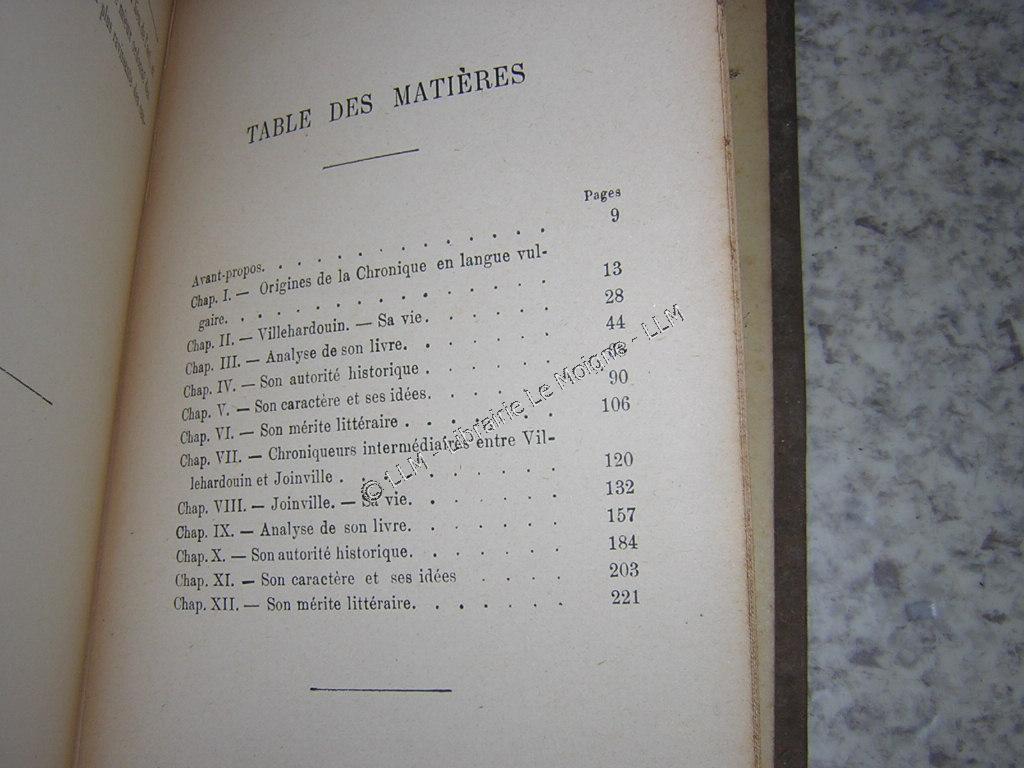 TABLE DES MATIÈRES
Pages
Avant-propos. . . . . . . . . . . . . . 9
Chap. I. — Origines de la Chronique en langue vul-
gaire. . . . . . . . . . . . . . . 13
Chap. II. — Villehardouin. — Sa vie. . . . . . 28
Chap. III. — Analyse de son livre. . . . . . . 44
Chap. IV. — Son autorité historique . . . . . .
Chap. V. — Son caractère et ses idées. . . . . . 90
Chap. VI. — Son mérite littéraire . . . . . . . 106
Chap. VII. — Chroniqueurs intermédiaires entre Vil-
lehardouin et Joinville . . . . . . . . . 120
Chap. VIII. — Joinville. — Sa vie. . . . . . . 132
Chap. IX. — Analyse de son livre. . . . . . . 157
Chap. X. — Son autorité historique. . . . . . . 184
Chap. XI. — Son caractère et ses idées . . . . 203
Chap. XII. — Son mérite littéraire. . . . . . . 221
© LLM - Librairie Le Moigne - LLM